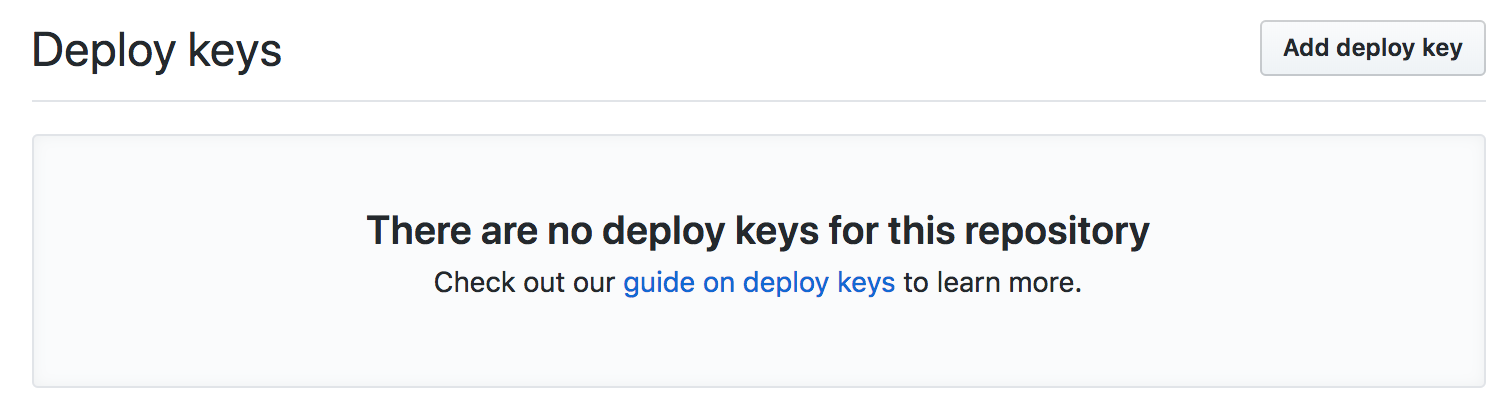 Deploy keys
Add deploy key
There are no deploy keys for this repository
Check out our guide on deploy keys to learn more.